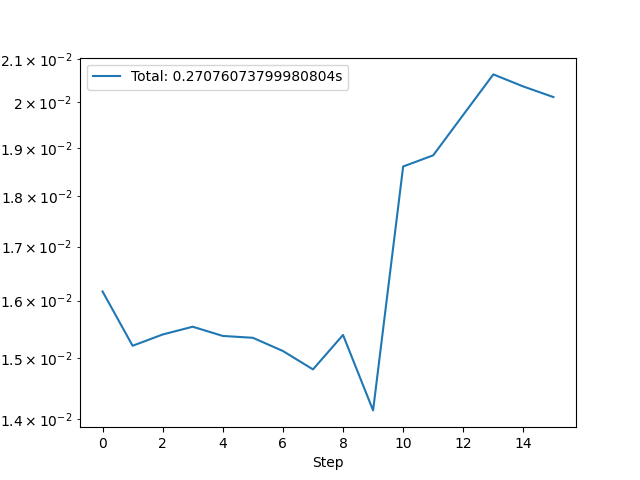 2.1 × 10⁻²
Total: 0.27076073799980804s
2 × 10⁻²
1.9 × 10⁻²
1.8 × 10⁻²
1.7 × 10⁻²
1.6 × 10⁻²
1.5 × 10⁻²
1.4 × 10⁻²
0 2 4 6 8 10 12 14
Step